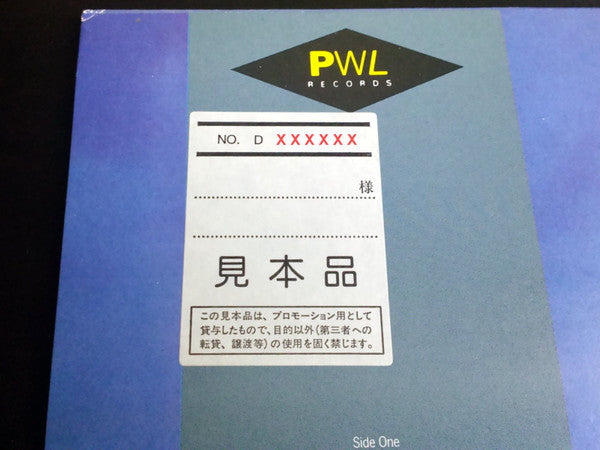 PWL
RECORDS
NO. D XXXXXX
様
見本品
この見本品は、プロモーション用として
貸与したもので、目的以外(第三者への
転貸、譲渡等)の使用を固く禁じます。
Side One